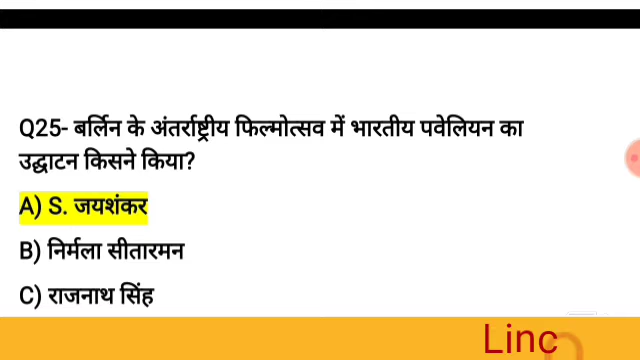 Q25- बर्लिन के अंतर्राष्ट्रीय फिल्मोत्सव में भारतीय पवेलियन का
उद्घाटन किसने किया?
A) S. जयशंकर
B) निर्मला सीतारमन
C) राजनाथ सिंह
Linc